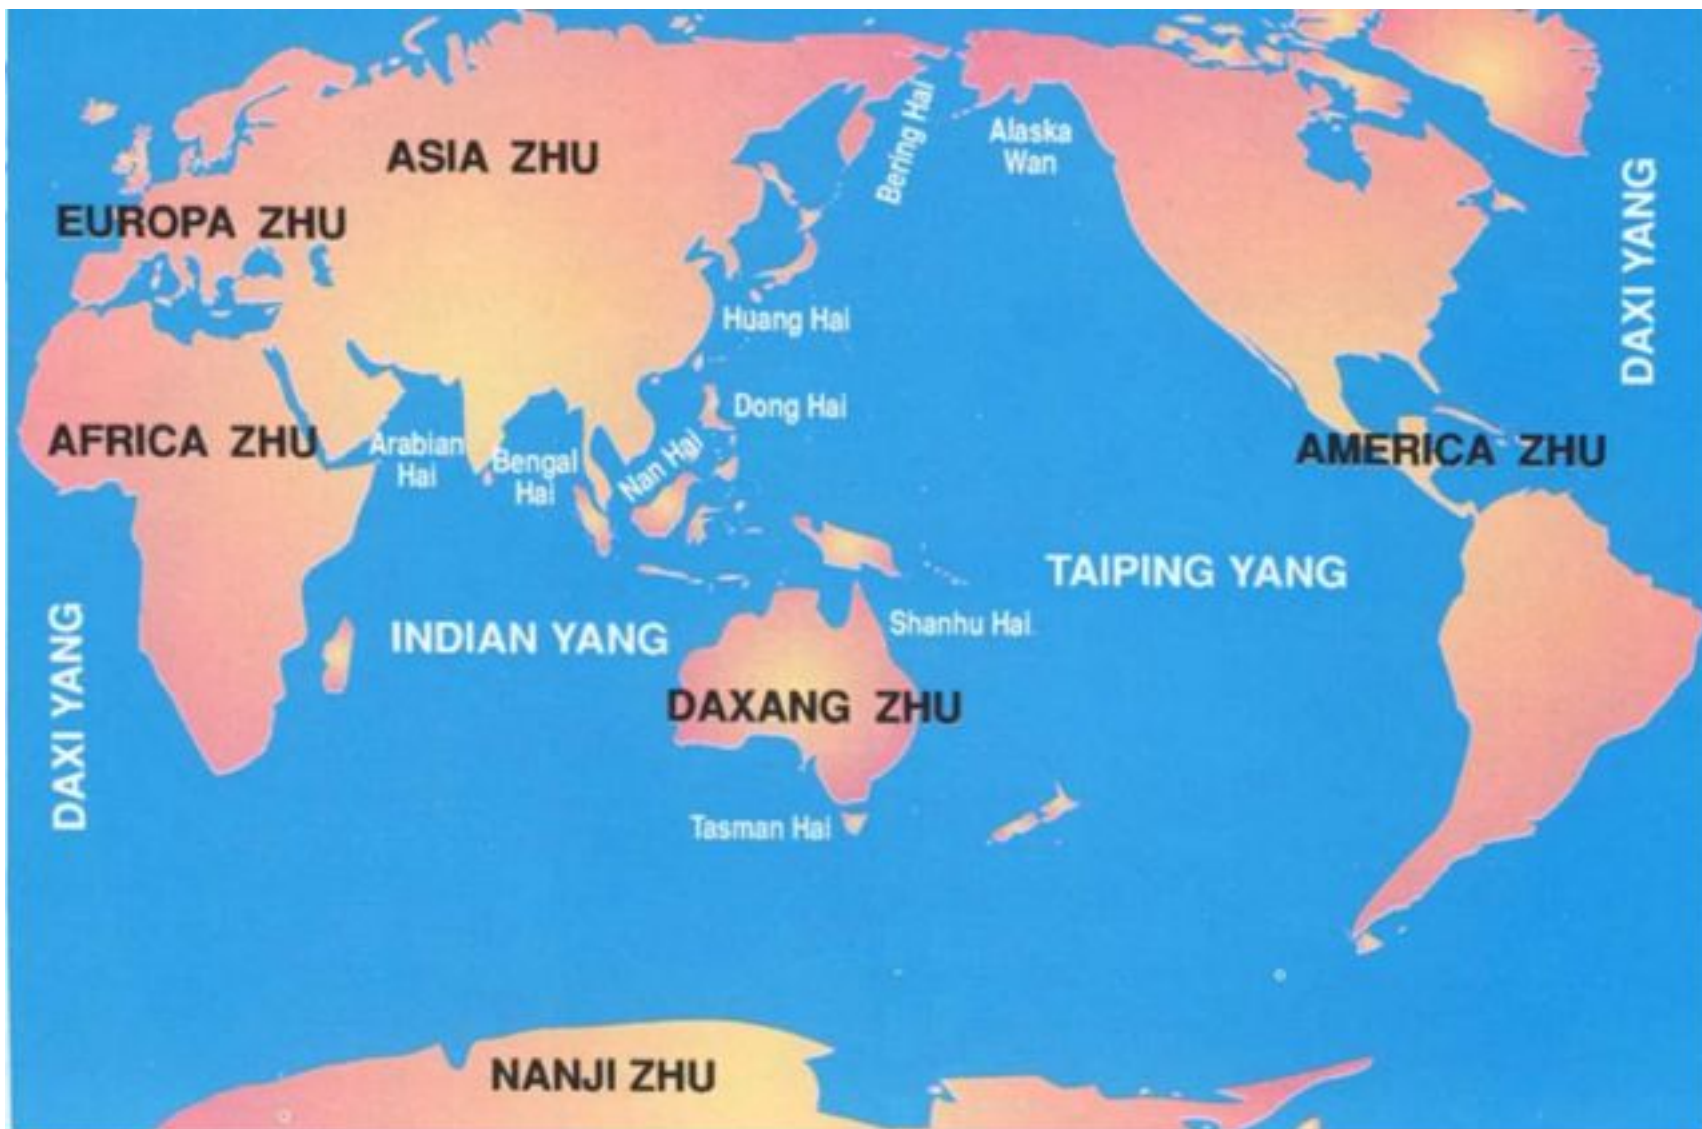 ASIA ZHU
Alaska
Wan
Bering Hai
EUROPA ZHU
DAXI YANG
Huang Hai
Dong Hai
AFRICA ZHU
Arabian
Hai
Bengal
Hai
Nan Hai
AMERICA ZHU
TAIPING YANG
INDIAN YANG
Shanhu Hai
DAXANG ZHU
DAXI YANG
Tasman Hai
NANJI ZHU